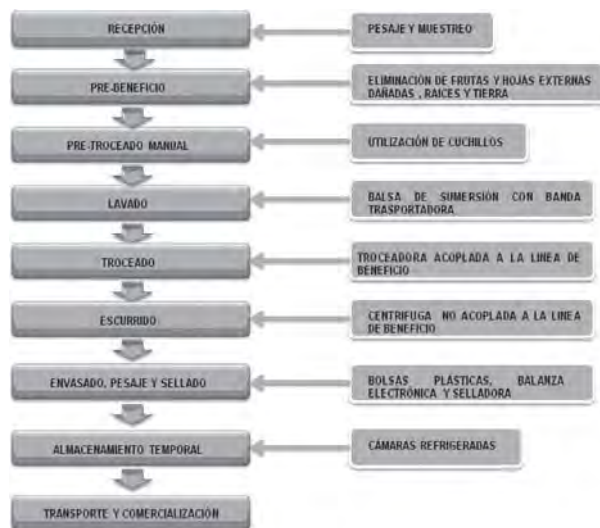 RECEPCIÓN
PESAJE Y MUESTREO
PRE-BENEFICIO
ELIMINACIÓN DE FRUTAS Y HOJAS EXTERNAS
DAÑADAS , RAICES Y TIERRA
PRE-TROCEADO MANUAL
UTILIZACIÓN DE CUCHILLOS
LAVADO
BALSA DE SUMERSIÓN CON BANDA
TRASPORTADORA
TROCEADO
TROCEADORA ACOPLADA A LA LINEA DE
BENEFICIO
ESCURRIDO
CENTRIFUGA NO ACOPLADA A LA LINEA
DE BENEFICIO
ENVASADO, PESAJE Y SELLADO
BOLSAS PLÁSTICAS, BALANZA
ELECTRÓNICA Y SELLADORA
ALMACENAMIENTO TEMPORAL
CÁMARAS REFRIGERADAS
TRANSPORTE Y COMERCIALIZACIÓN